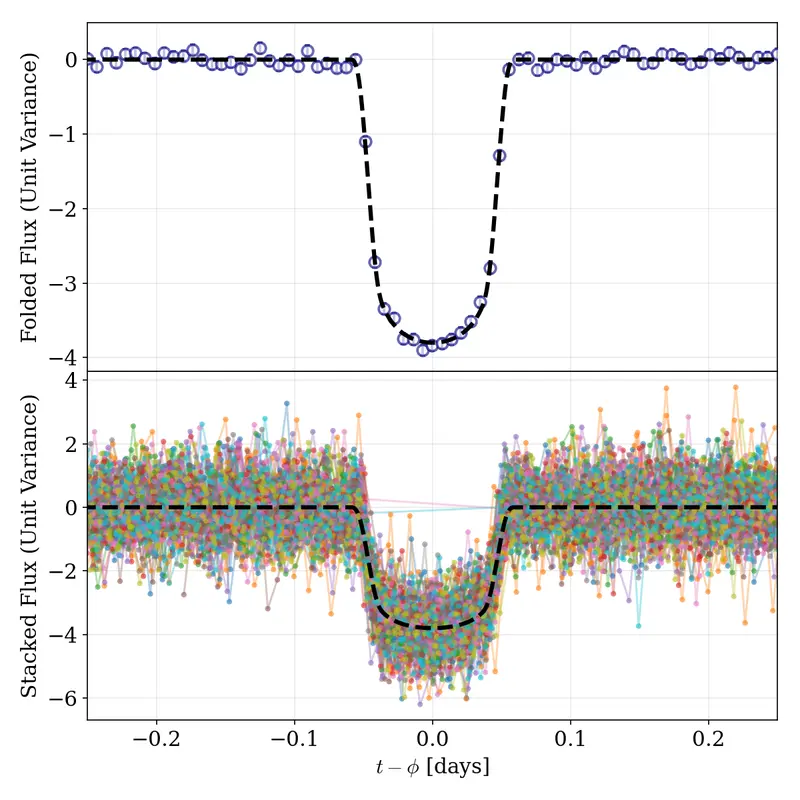 Folded Flux (Unit Variance)
0
−1
−2
−3
−4
Stacked Flux (Unit Variance)
4
2
0
−2
−4
−6
−0.2 −0.1 0.0 0.1 0.2
t − ϕ [days]